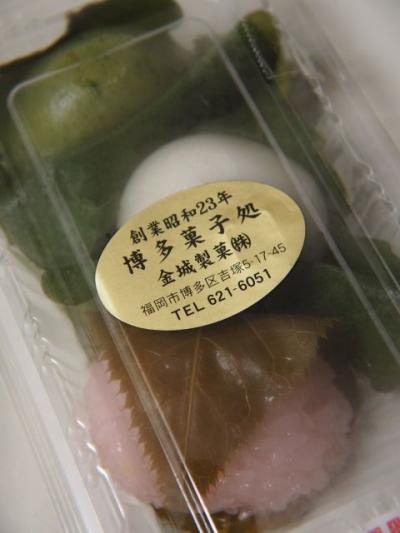 創業昭和23年
博多菓子処
金城製菓㈱
福岡市博多区吉塚5-17-45
TEL 621-6051